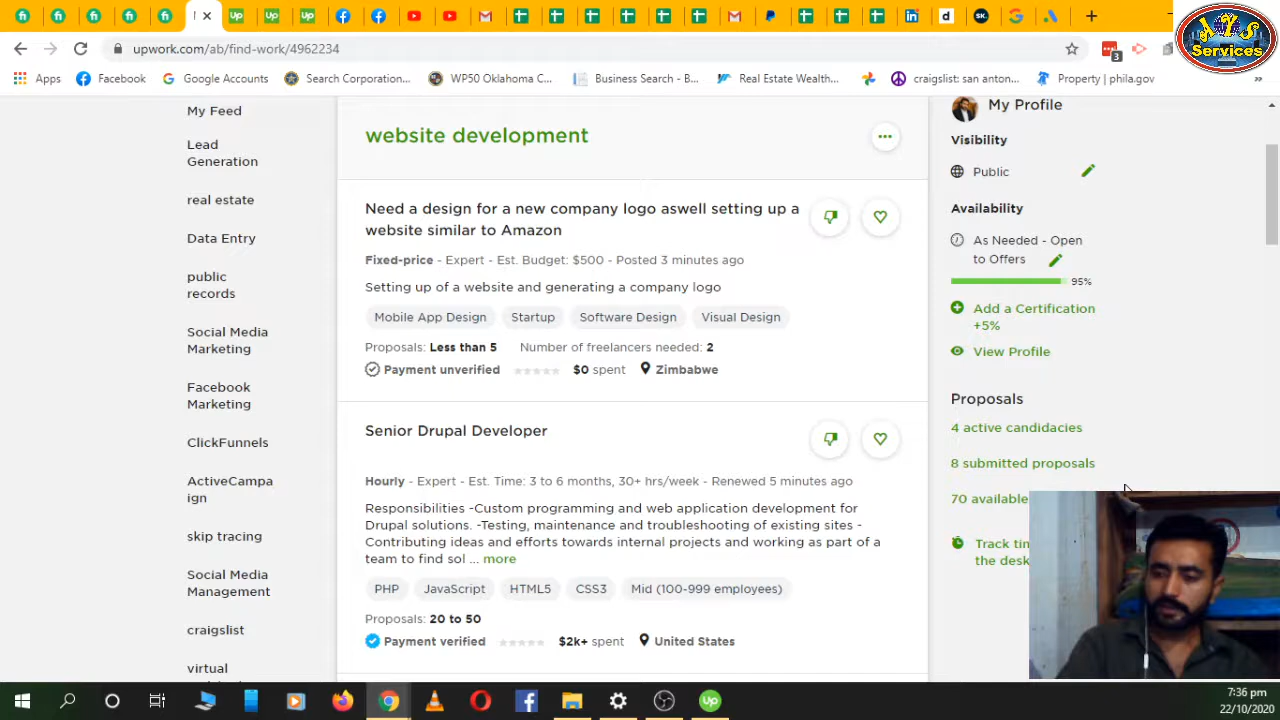 AYS
Services
upwork.com/ab/find-work/4962234
3
Apps
Facebook
Google Accounts
Search Corporation...
WP50 Oklahoma C...
Business Search - B...
Real Estate Wealth...
craigslist: san anton...
Property | phila.gov
»
My Feed
Lead
Generation
real estate
Data Entry
public
records
Social Media
Marketing
Facebook
Marketing
ClickFunnels
ActiveCampa
ign
skip tracing
Social Media
Management
craigslist
virtual
website development
Need a design for a new company logo aswell setting up a
website similar to Amazon
Fixed-price - Expert - Est. Budget: $500 - Posted 3 minutes ago
Setting up of a website and generating a company logo
Mobile App Design
Startup
Software Design
Visual Design
Proposals: Less than 5 Number of freelancers needed: 2
Payment unverified $0 spent Zimbabwe
Senior Drupal Developer
Hourly - Expert - Est. Time: 3 to 6 months, 30+ hrs/week - Renewed 5 minutes ago
Responsibilities -Custom programming and web application development for
Drupal solutions. -Testing, maintenance and troubleshooting of existing sites -
Contributing ideas and efforts towards internal projects and working as part of a
team to find sol ... more
PHP
JavaScript
HTML5
CSS3
Mid (100-999 employees)
Proposals: 20 to 50
Payment verified $2k+ spent United States
My Profile
Visibility
Public
Availability
As Needed - Open
to Offers
95%
Add a Certification
+5%
View Profile
Proposals
4 active candidacies
8 submitted proposals
70 available
Track tim
the desk
7:36 pm
22/10/2020